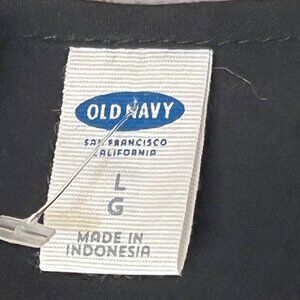 OLD NAVY
SAN FRANCISCO
CALIFORNIA
L
G
MADE IN
INDONESIA